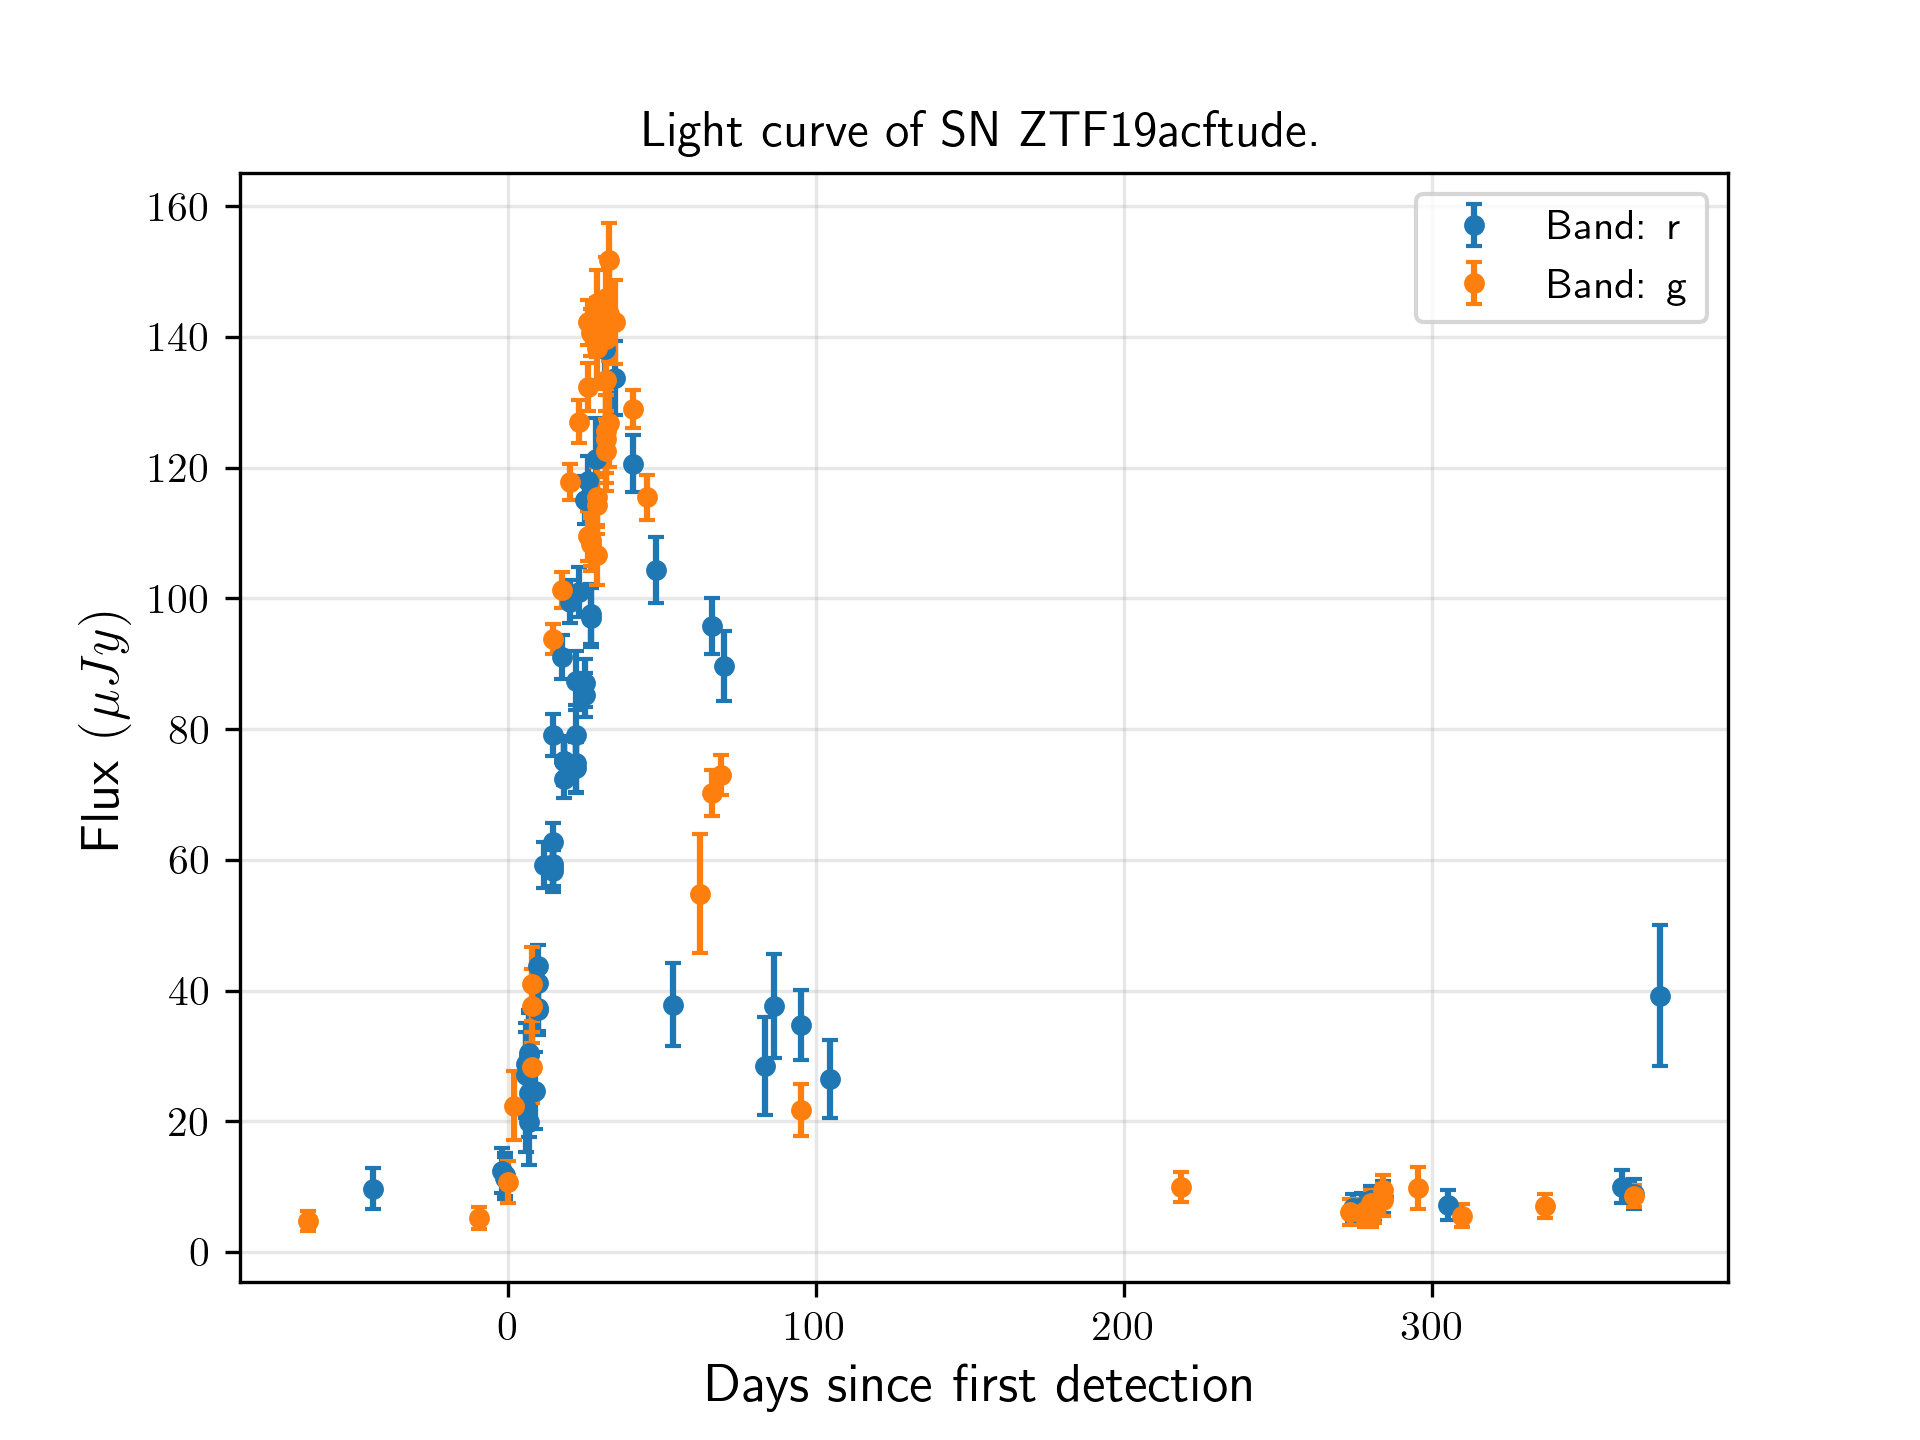 Light curve of SN ZTF19acftude.
Band: r
Band: g
Flux (μJy)
160
140
120
100
80
60
40
20
0
0 100 200 300
Days since first detection